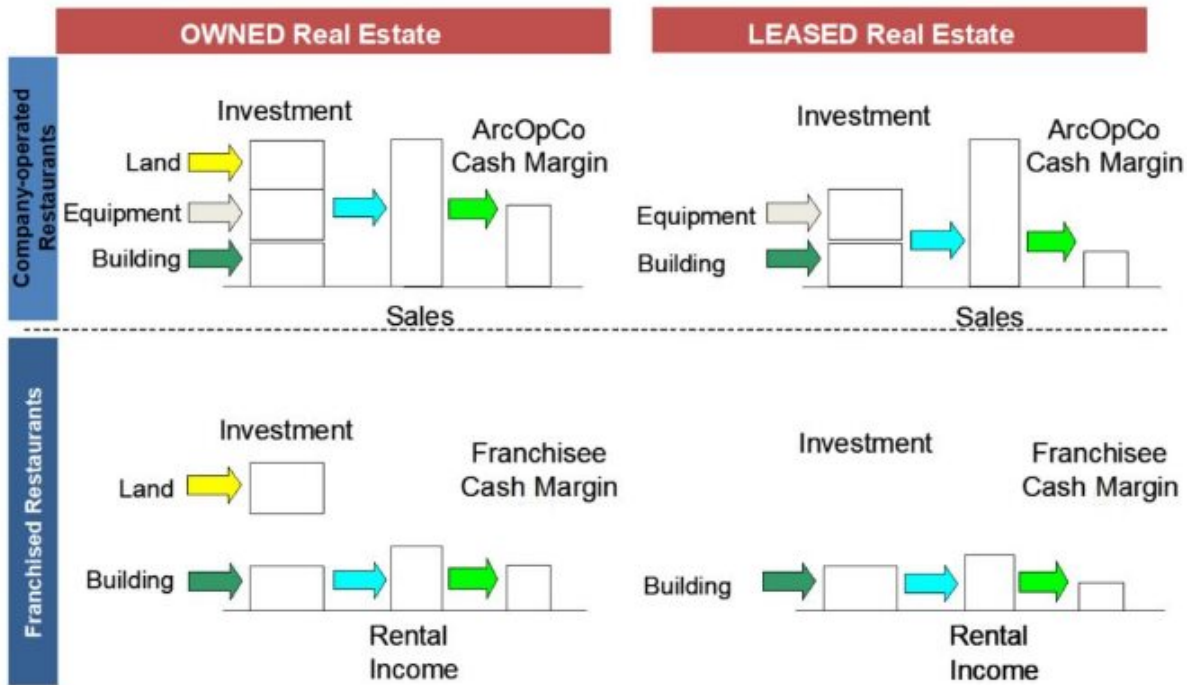 OWNED Real Estate
LEASED Real Estate
Company-operated
Restaurants
Investment
ArcOpCo
Cash Margin
Land
Equipment
Building
Sales
Investment
ArcOpCo
Cash Margin
Equipment
Building
Sales
Franchised Restaurants
Investment
Franchisee
Cash Margin
Land
Building
Rental
Income
Investment
Franchisee
Cash Margin
Building
Rental
Income